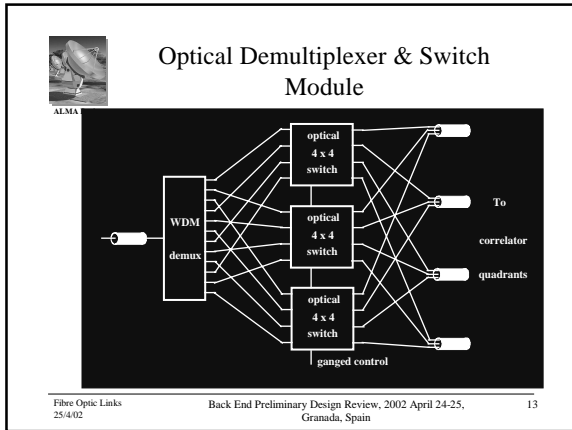 Optical Demultiplexer & Switch
Module
ALMA
optical
4 x 4
switch
WDM
demux
optical
4 x 4
switch
To
correlator
quadrants
optical
4 x 4
switch
ganged control
Fibre Optic Links
25/4/02
Back End Preliminary Design Review, 2002 April 24-25,
Granada, Spain
13